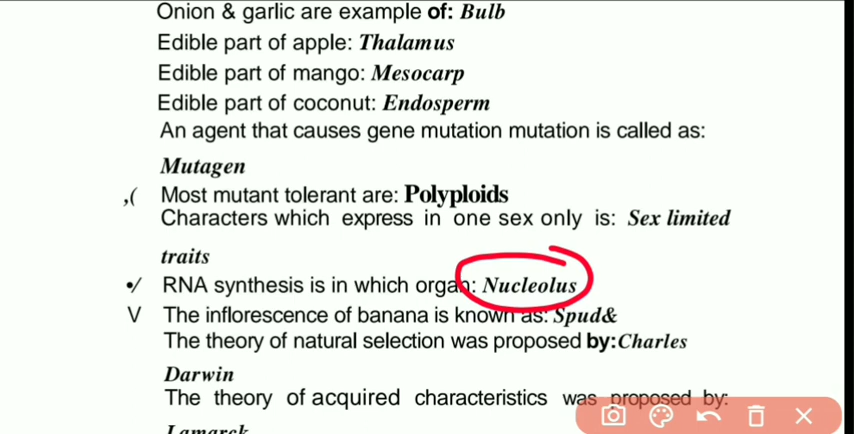 Onion & garlic are example of: Bulb
Edible part of apple: Thalamus
Edible part of mango: Mesocarp
Edible part of coconut: Endosperm
An agent that causes gene mutation mutation is called as:
Mutagen
,( Most mutant tolerant are: Polyploids
Characters which express in one sex only is: Sex limited
traits
✓ RNA synthesis is in which organ: Nucleolus
V The inflorescence of banana is known as: Spud&
The theory of natural selection was proposed by:Charles
Darwin
The theory of acquired characteristics was proposed by:
Lamarck